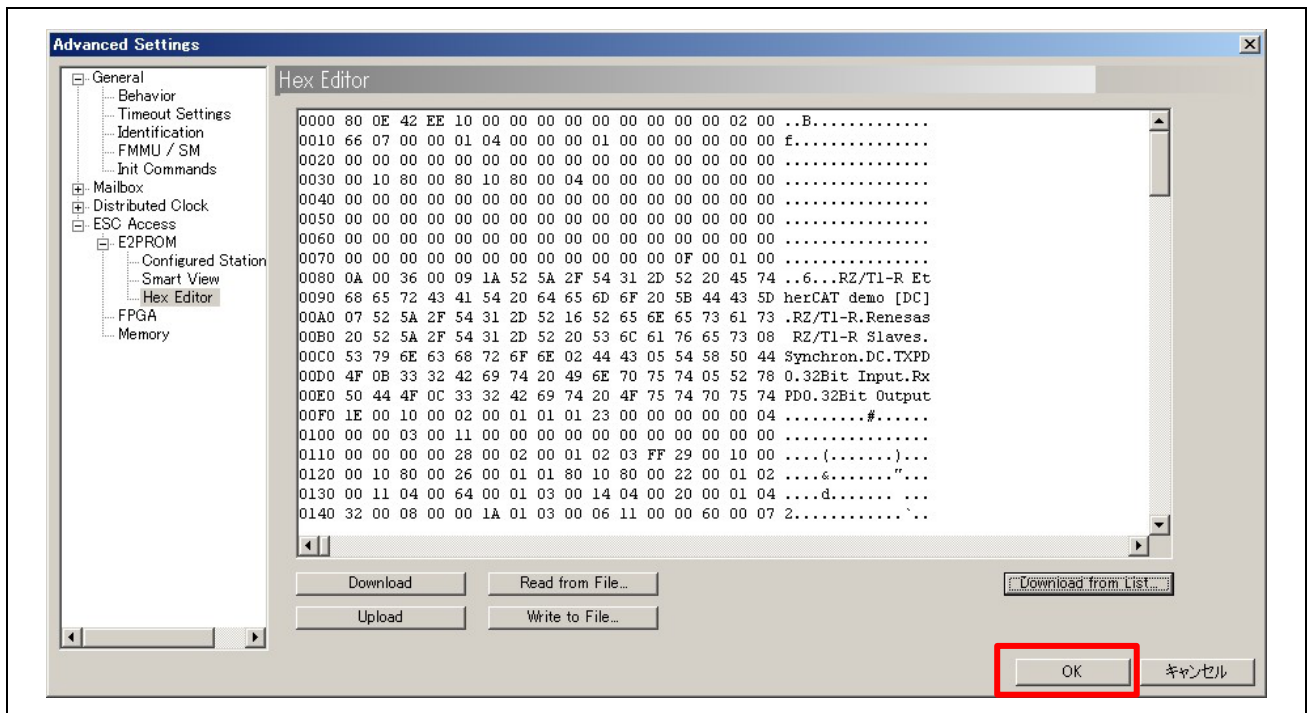 Advanced Settings
General
Behavior
Timeout Settings
Identification
FMMU / SM
Init Commands
Mailbox
Distributed Clock
ESC Access
E2PROM
Configured Station
Smart View
Hex Editor
FPGA
Memory
Hex Editor
0000 80 0E 42 EE 10 00 00 00 00 00 00 00 00 00 02 00 ..B.............
0010 66 07 00 00 01 04 00 00 00 01 00 00 00 00 00 00 f...............
0020 00 00 00 00 00 00 00 00 00 00 00 00 00 00 00 00 ................
0030 00 10 80 00 80 10 80 00 04 00 00 00 00 00 00 00 ................
0040 00 00 00 00 00 00 00 00 00 00 00 00 00 00 00 00 ................
0050 00 00 00 00 00 00 00 00 00 00 00 00 00 00 00 00 ................
0060 00 00 00 00 00 00 00 00 00 00 00 00 00 00 00 00 ................
0070 00 00 00 00 00 00 00 00 00 00 00 00 0F 00 01 00 ................
0080 0A 00 36 00 09 1A 52 5A 2F 54 31 2D 52 20 45 74 ..6...RZ/T1-R Et
0090 68 65 72 43 41 54 20 64 65 6D 6F 20 5B 44 43 5D herCAT demo [DC]
00A0 07 52 5A 2F 54 31 2D 52 16 52 65 6E 65 73 61 73 .RZ/T1-R.Renesas
00B0 20 52 5A 2F 54 31 2D 52 20 53 6C 61 76 65 73 08  RZ/T1-R Slaves.
00C0 53 79 6E 63 68 72 6F 6E 02 44 43 05 54 58 50 44 Synchron.DC.TXPD
00D0 4F 0B 33 32 42 69 74 20 49 6E 70 75 74 05 52 78 O.32Bit Input.Rx
00E0 50 44 4F 0C 33 32 42 69 74 20 4F 75 74 70 75 74 PDO.32Bit Output
00F0 1E 00 10 00 02 00 01 01 01 23 00 00 00 00 00 04 .........#......
0100 00 00 03 00 11 00 00 00 00 00 00 00 00 00 00 00 ................
0110 00 00 00 00 28 00 02 00 01 02 03 FF 29 00 10 00 ....(.......)...
0120 00 10 80 00 26 00 01 01 80 10 80 00 22 00 01 02 ....&.......“...
0130 00 11 04 00 64 00 01 03 00 14 04 00 20 00 01 04 ....d....... ...
0140 32 00 08 00 00 1A 01 03 00 06 11 00 00 60 00 07 2............`..
Download
Read from File...
Download from List...
Upload
Write to File...
OK
キャンセル